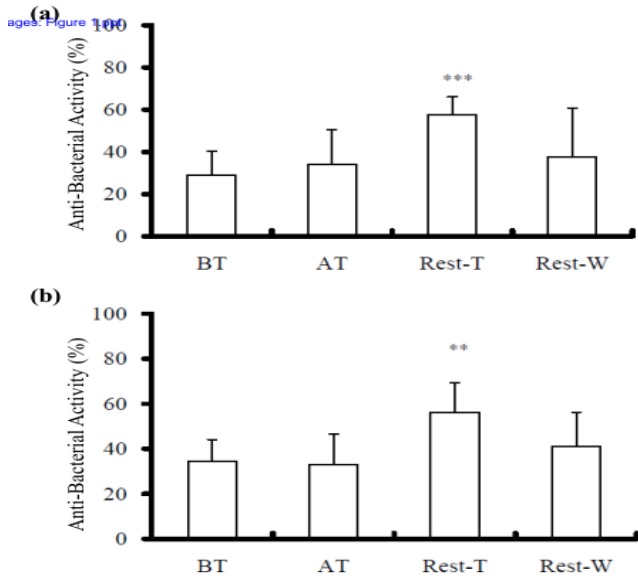 (a)
ages: Figure 1.ppt
Anti-Bacterial Activity (%)
100
80
60
40
20
0
***
BT AT Rest-T Rest-W
(b)
Anti-Bacterial Activity (%)
100
80
60
40
20
0
**
BT AT Rest-T Rest-W